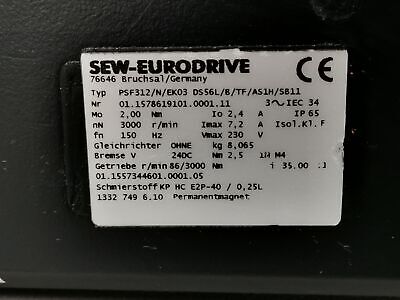 SEW-EURODRIVE
76646 Bruchsal/Germany
CE
Typ PSF312/N/EK03 DS56L/B/TF/AS1H/SB11
Nr 01.1578619101.0001.11 3~IEC 34
Mo 2,00 Nm Io 2,4 A IP 65
nN 3000 r/min Imax 7,2 A Isol.Kl.F
fn 150 Hz Vmax 230 V
Gleichrichter OHNE kg 8,065
Bremse V 24DC Nm 2,5 M4
Getriebe r/min 86/3000 Nm i 35.00 :1
01.1557344601.0001.05
Schmierstoff KP HC E2P-40 / 0,25L
1332 749 6.10 Permanentmagnet